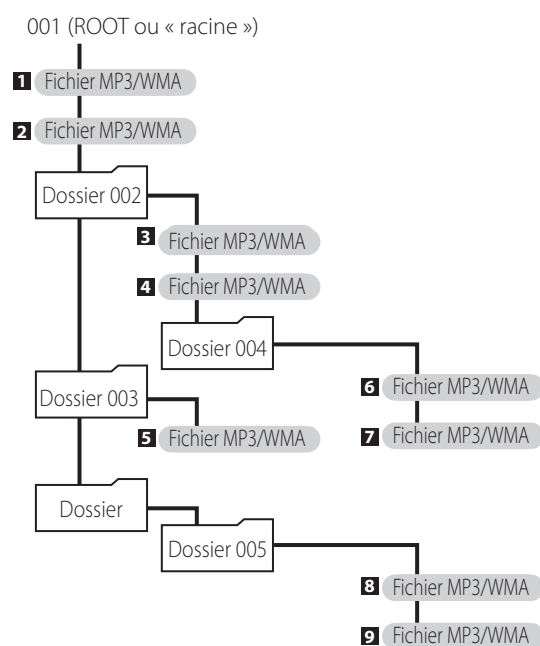 001 (ROOT ou « racine »)
1 Fichier MP3/WMA
2 Fichier MP3/WMA
Dossier 002
3 Fichier MP3/WMA
4 Fichier MP3/WMA
Dossier 004
Dossier 003
6 Fichier MP3/WMA
5 Fichier MP3/WMA
7 Fichier MP3/WMA
Dossier
Dossier 005
8 Fichier MP3/WMA
9 Fichier MP3/WMA